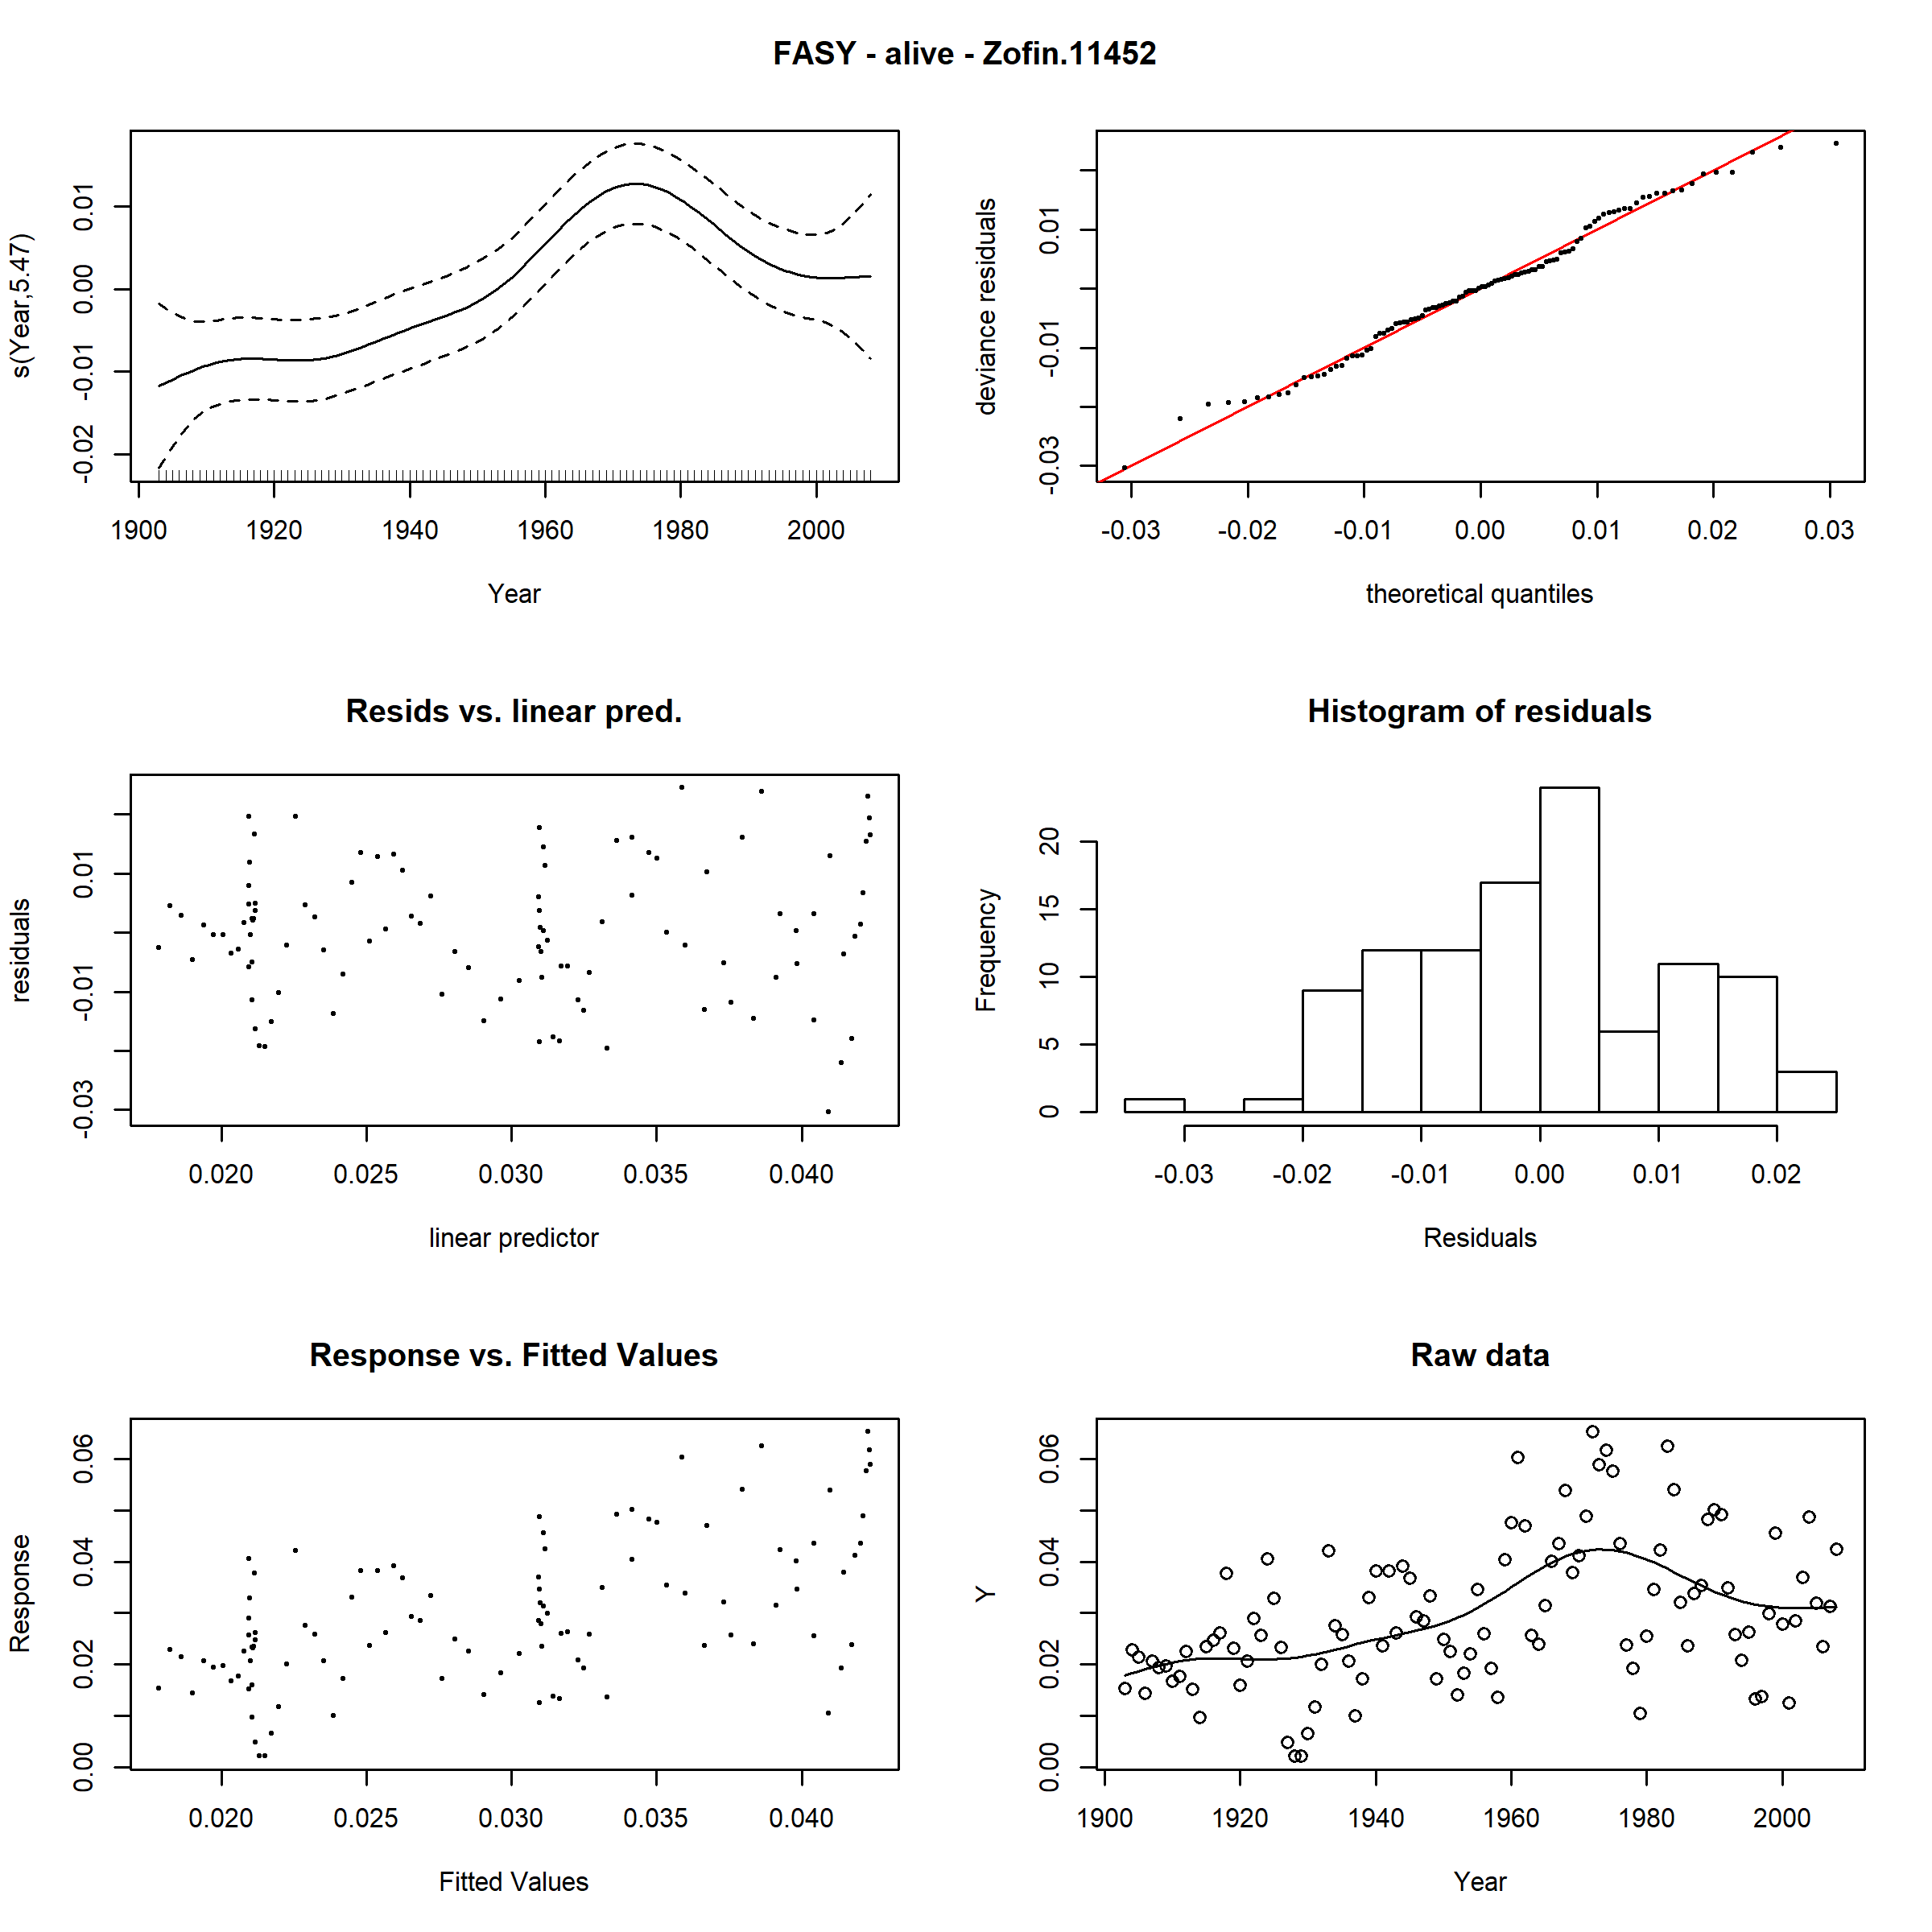 FASY - alive - Zofin.11452
s(Year,5.47)
0.01
0.00
-0.01
-0.02
1900 1920 1940 1960 1980 2000
Year
deviance residuals
0.01
-0.01
-0.03
-0.03 -0.02 -0.01 0.00 0.01 0.02 0.03
theoretical quantiles
Resids vs. linear pred.
residuals
0.01
-0.01
-0.03
0.020 0.025 0.030 0.035 0.040
linear predictor
Histogram of residuals
Frequency
20
15
10
5
0
-0.03 -0.02 -0.01 0.00 0.01 0.02
Residuals
Response vs. Fitted Values
Response
0.06
0.04
0.02
0.00
0.020 0.025 0.030 0.035 0.040
Fitted Values
Raw data
Y
0.06
0.04
0.02
0.00
1900 1920 1940 1960 1980 2000
Year